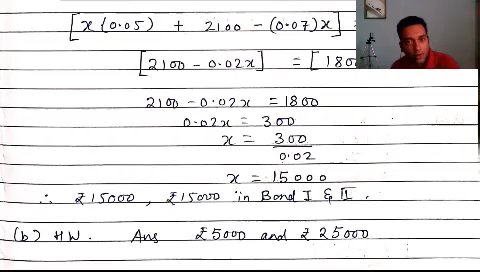 [x(0.05) + 2100 - (0.07)x] =
[2100 - 0.02x] = [1800
2100 - 0.02x = 1800
0.02x = 300
x = 300
0.02
x = 15000
∴ ₹15000, ₹15000 in Bond I & II.
(b) HW. Ans ₹5000 and ₹25000